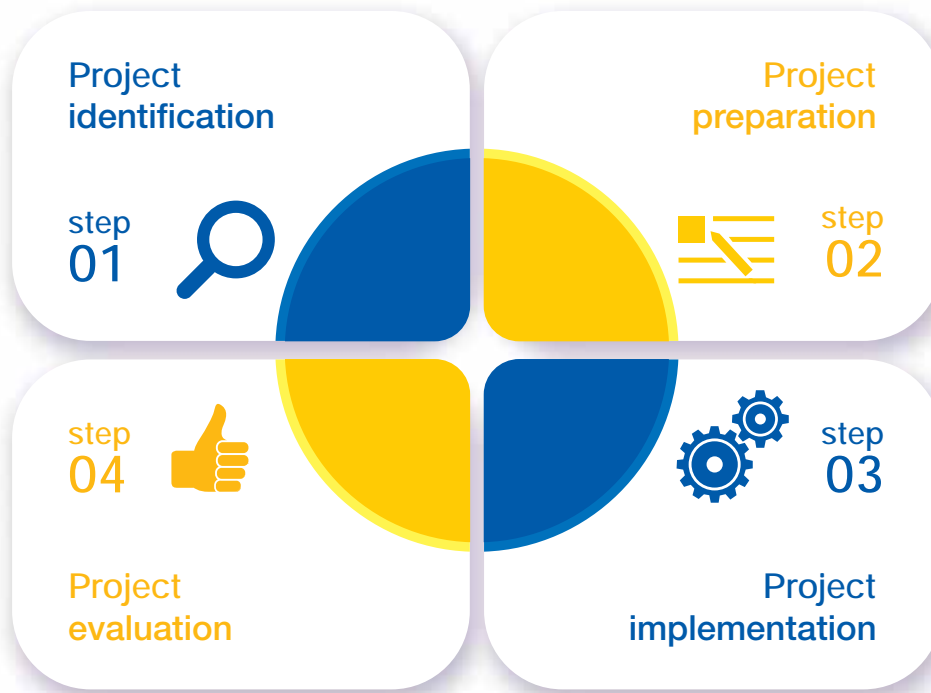 Project
identification
step
01
Project
preparation
step
02
step
03
Project
implementation
step
04
Project
evaluation